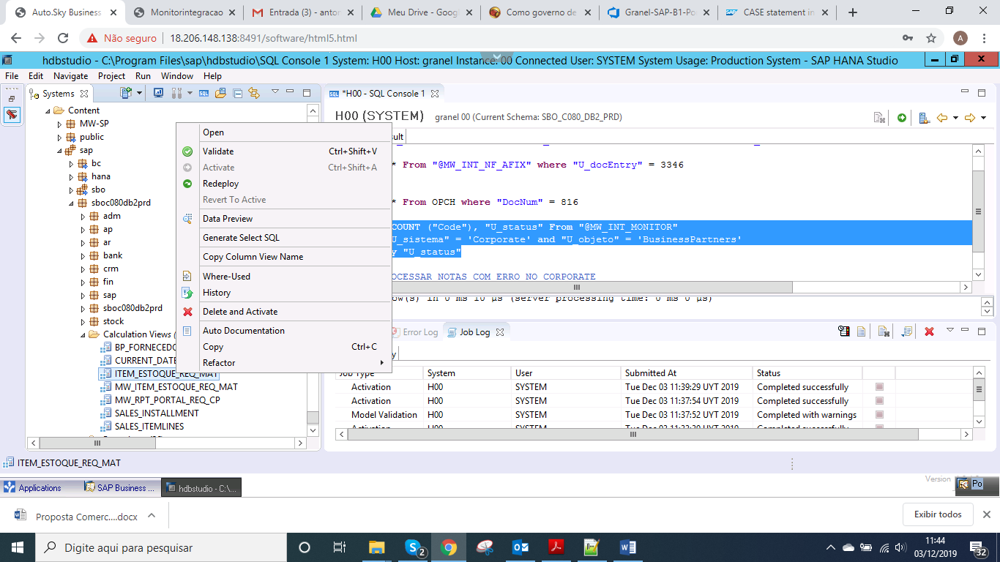 Auto.Sky Business
Monitorintegracao
Entrada (3) - anton
Meu Drive - Goog
Como governo de
Granel-SAP-B1-Po
CASE statement in
Não seguro
18.206.148.138:8491/software/html5.html
A
hdbstudio - C:\Program Files\sap\hdbstudio\SQL Console 1 System: H00 Host: granel Instance: 00 Connected User: SYSTEM System Usage: Production System - SAP HANA Studio
File Edit Navigate Project Run Window Help
Systems
*H00 - SQL Console 1
Content
MW-SP
public
sap
bc
hana
sbo
sboc080db2prd
adm
ap
ar
bank
crm
fin
sap
sboc080db2prd
stock
Calculation Views (
BP_FORNECEDO
CURRENT_DATE
ITEM_ESTOQUE_REQ_MAT
MW_ITEM_ESTOQUE_REQ_MAT
MW_RPT_PORTAL_REQ_CP
SALES_INSTALLMENT
SALES_ITEMLINES
Open
Validate Ctrl+Shift+V
Activate Ctrl+Shift+A
Redeploy
Revert To Active
Data Preview
Generate Select SQL
Copy Column View Name
Where-Used
History
Delete and Activate
Auto Documentation
Copy Ctrl+C
Refactor
H00 (SYSTEM) granel 00 (Current Schema: SBO_C080_DB2_PRD)
ult
* From "@MW_INT_NF_AFIX" where "U_docEntry" = 3346
* From OPCH where "DocNum" = 816
COUNT ("Code"), "U_status" From "@MW_INT_MONITOR"
U_sistema" = 'Corporate' and "U_objeto" = 'BusinessPartners'
y "U_status"
OCESSAR NOTAS COM ERRO NO CORPORATE
ow(s) in 0 ms 10 µs (server processing time: 0 ms 0 µs)
Error Log
Job Log
y
Job Type System User Submitted At Status
Activation H00 SYSTEM Tue Dec 03 11:39:29 UYT 2019 Completed successfully
Activation H00 SYSTEM Tue Dec 03 11:37:54 UYT 2019 Completed successfully
Model Validation H00 SYSTEM Tue Dec 03 11:37:52 UYT 2019 Completed with warnings
Activation H00 SYSTEM
ITEM_ESTOQUE_REQ_MAT
Applications
SAP Business ...
hdbstudio - C:\...
Version
Po
Proposta Comerc....docx
Exibir todos
Digite aqui para pesquisar
2
11:44
03/12/2019
32